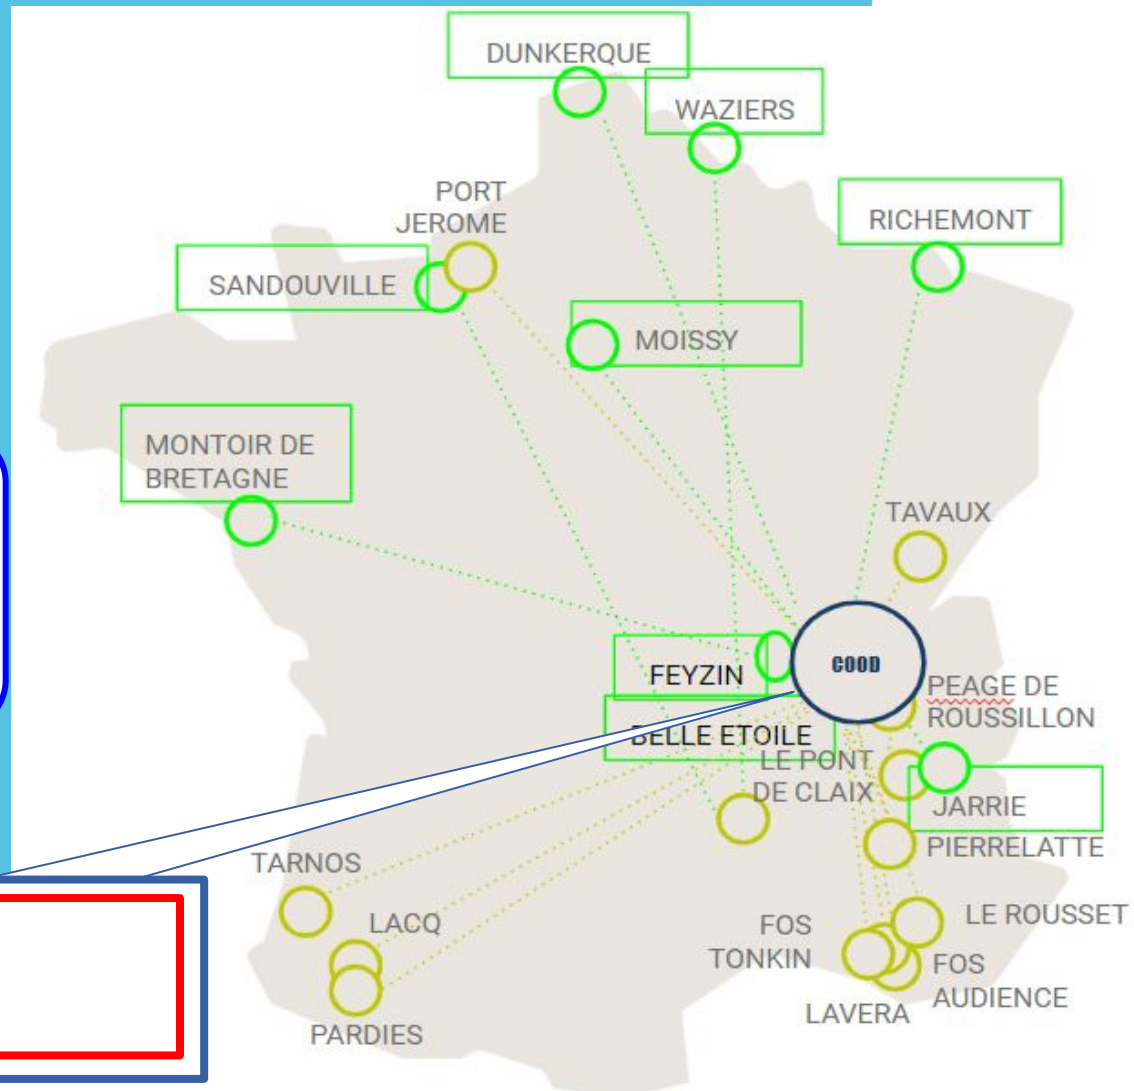 DUNKERQUE
WAZIERS
PORT
JEROME
RICHEMONT
SANDOUVILLE
MOISSY
MONTOIR DE
BRETAGNE
TAVAUX
COOD
FEYZIN
PEAGE DE
ROUSSILLON
BELLE ETOILE
LE PONT
DE CLAIX
JARRIE
PIERRELATTE
TARNOS
LACQ
LE ROUSSET
FOS
TONKIN
FOS
AUDIENCE
LAVERA
PARDIES